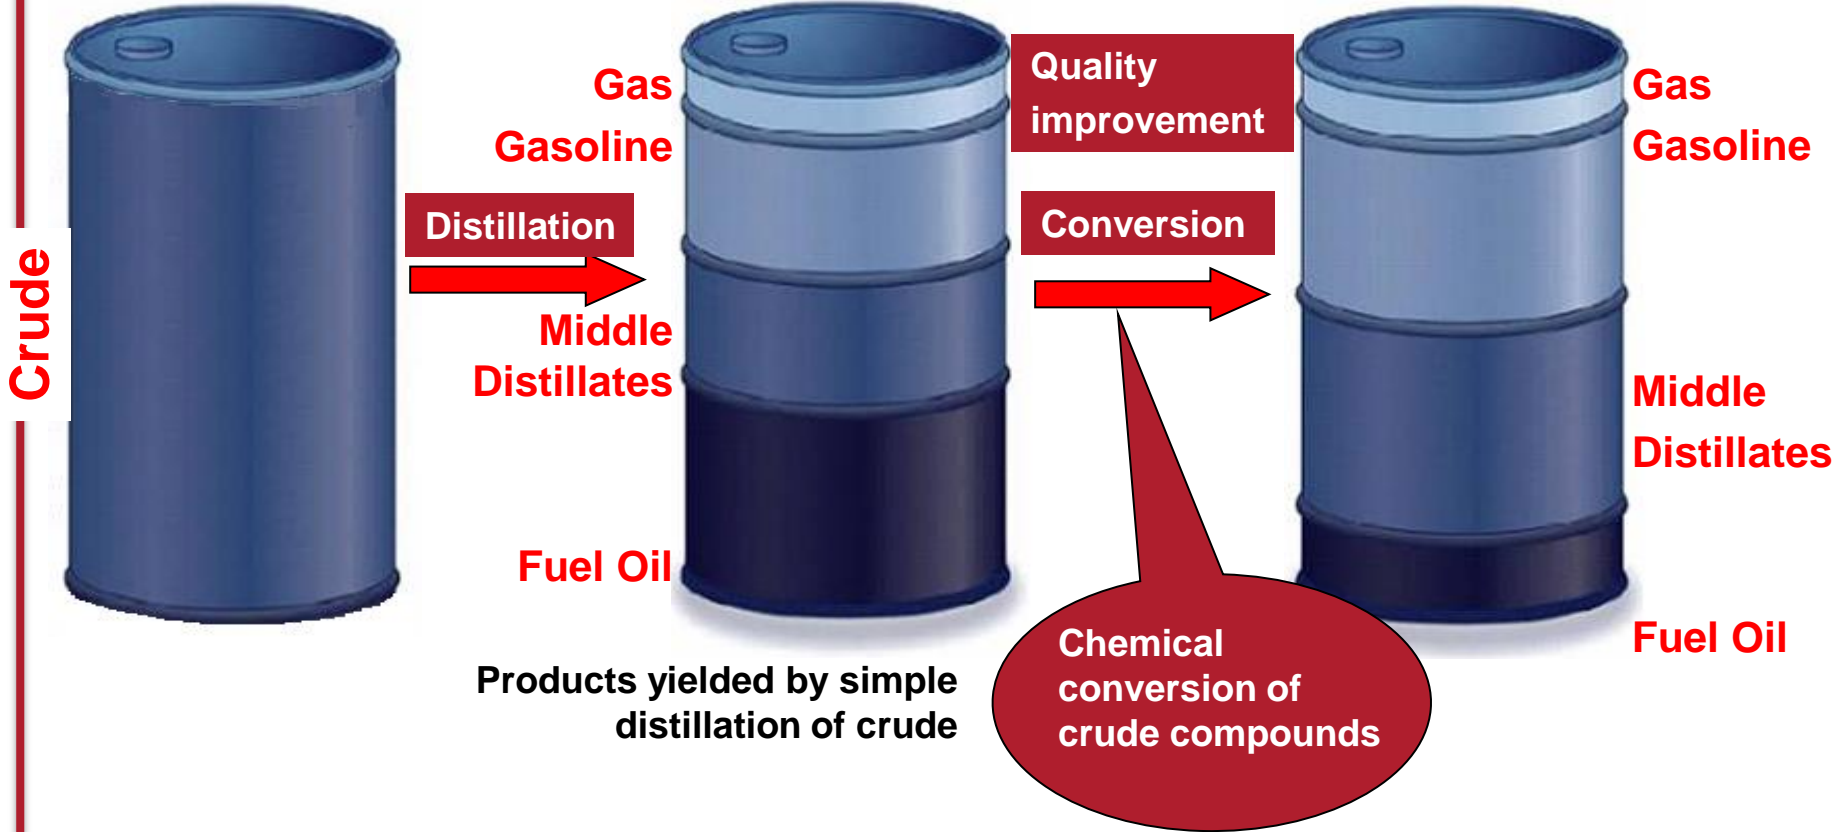 Crude
Distillation
Gas
Gasoline
Middle
Distillates
Fuel Oil
Products yielded by simple
distillation of crude
Quality
improvement
Conversion
Chemical
conversion of
crude compounds
Gas
Gasoline
Middle
Distillates
Fuel Oil